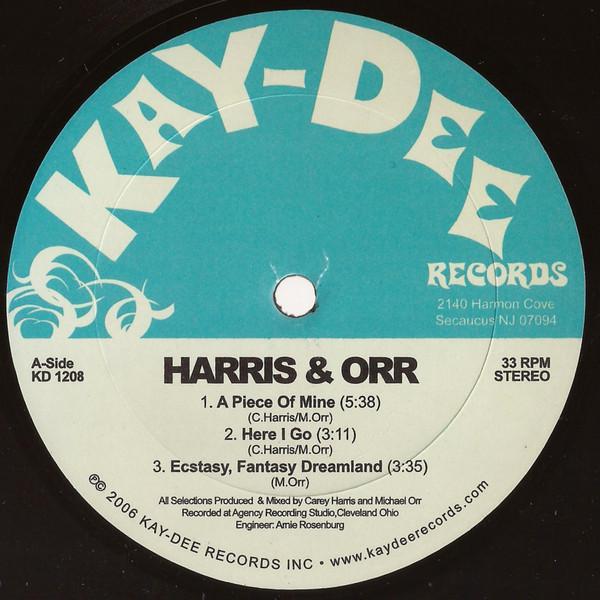 KAY-DEE
RECORDS
2140 Harmon Cove
Secaucus NJ 07094
A-Side
KD 1208
HARRIS & ORR
33 RPM
STEREO
1. A Piece Of Mine (5:38)
(C.Harris/M.Orr)
2. Here I Go (3:11)
(C.Harris/M.Orr)
3. Ecstasy, Fantasy Dreamland (3:35)
(M.Orr)
All Selections Produced & Mixed by Carey Harris and Michael Orr
Recorded at Agency Recording Studio,Cleveland Ohio
Engineer: Arnie Rosenburg
℗© 2006 KAY-DEE RECORDS INC • www.kaydeerecords.com